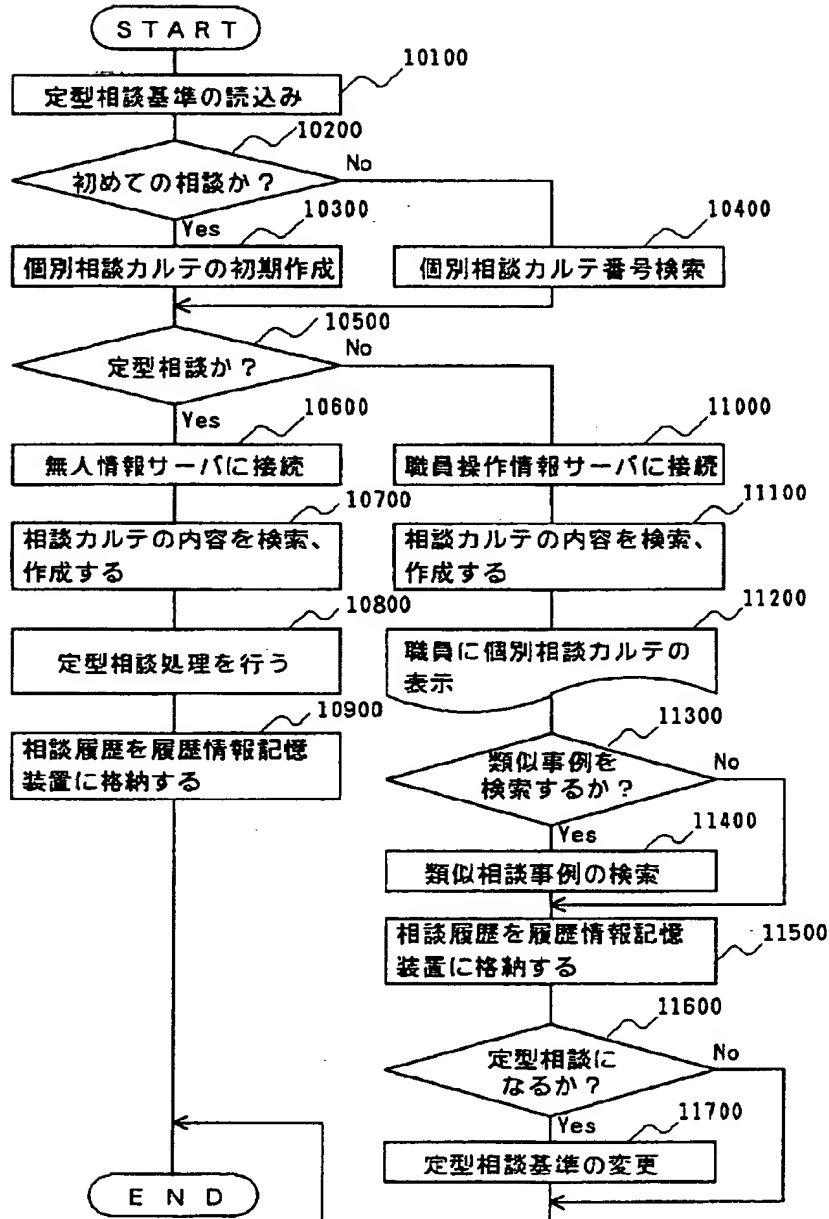 START
10100
定型相談基準の読込み
10200
初めての相談か？
No
Yes
10300
個別相談カルテの初期作成
10400
個別相談カルテ番号検索
10500
定型相談か？
No
Yes
10600
無人情報サーバに接続
10700
相談カルテの内容を検索、
作成する
10800
定型相談処理を行う
10900
相談履歴を履歴情報記憶
装置に格納する
11000
職員操作情報サーバに接続
11100
相談カルテの内容を検索、
作成する
11200
職員に個別相談カルテの
表示
11300
類似事例を
検索するか？
No
Yes
11400
類似相談事例の検索
相談履歴を履歴情報記憶
装置に格納する
11500
11600
定型相談に
なるか？
No
Yes
11700
定型相談基準の変更
END